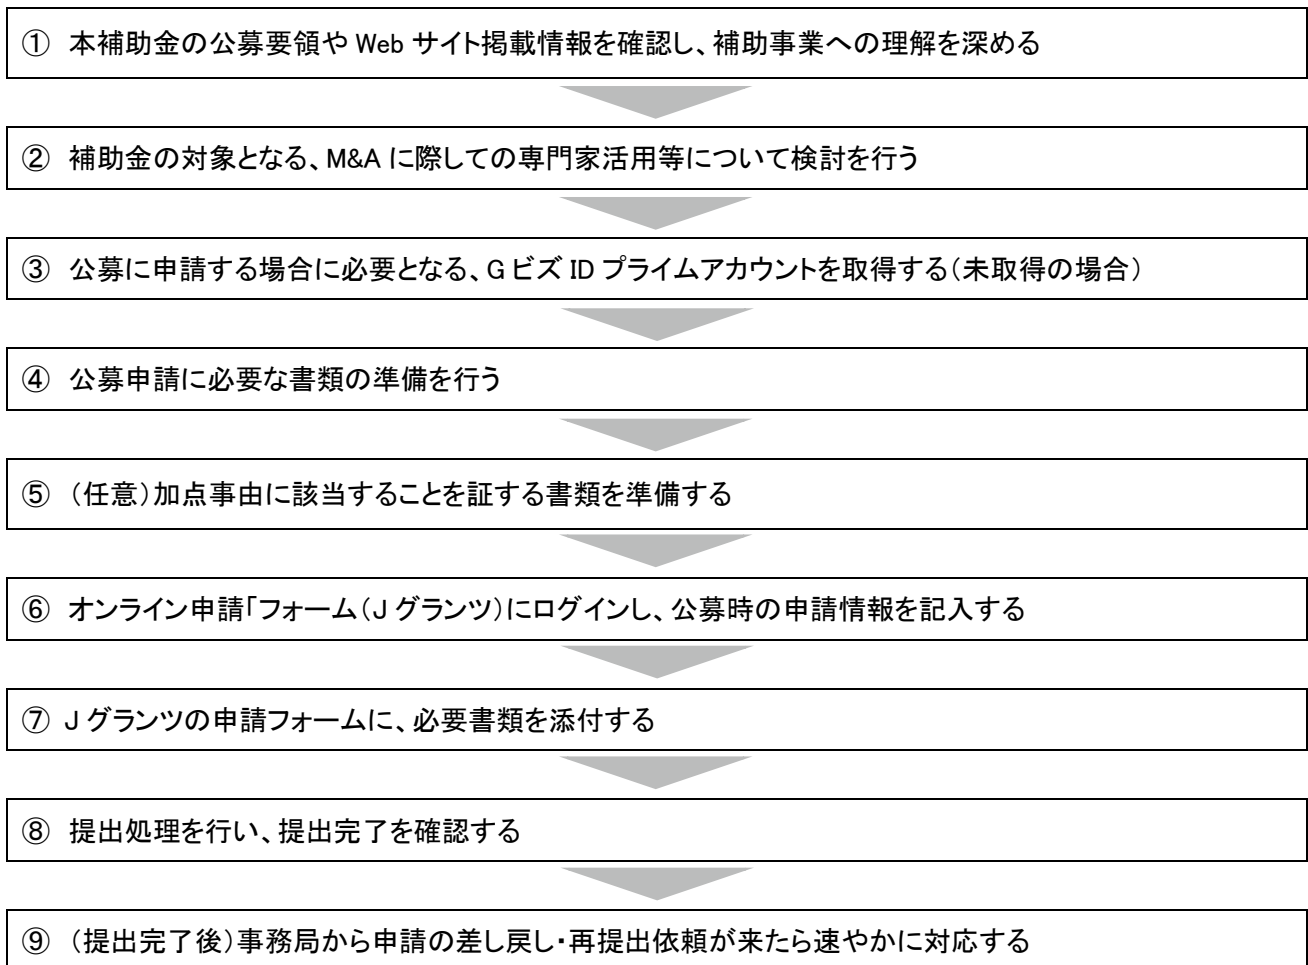 ① 本補助金の公募要領や Web サイト掲載情報を確認し、補助事業への理解を深める
② 補助金の対象となる、M&A に際しての専門家活用等について検討を行う
③ 公募に申請する場合に必要となる、G ビズ ID プライムアカウントを取得する(未取得の場合)
④ 公募申請に必要な書類の準備を行う
⑤ (任意)加点事由に該当することを証する書類を準備する
⑥ オンライン申請「フォーム(J グランツ)にログインし、公募時の申請情報を記入する
⑦ J グランツの申請フォームに、必要書類を添付する
⑧ 提出処理を行い、提出完了を確認する
⑨ (提出完了後)事務局から申請の差し戻し・再提出依頼が来たら速やかに対応する